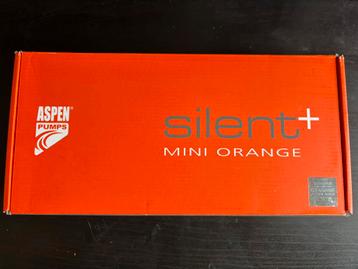 ASPEN®
PUMPS
silent+
MINI ORANGE